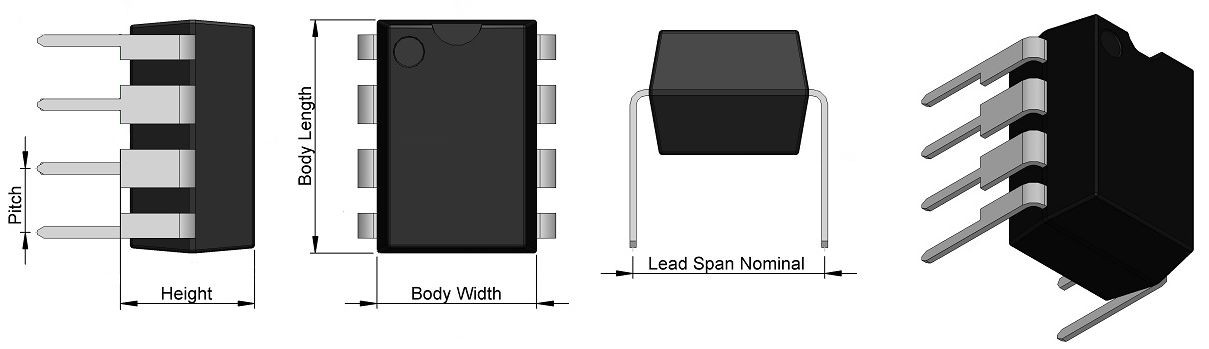 Pitch
Height
Body Length
Body Width
Lead Span Nominal